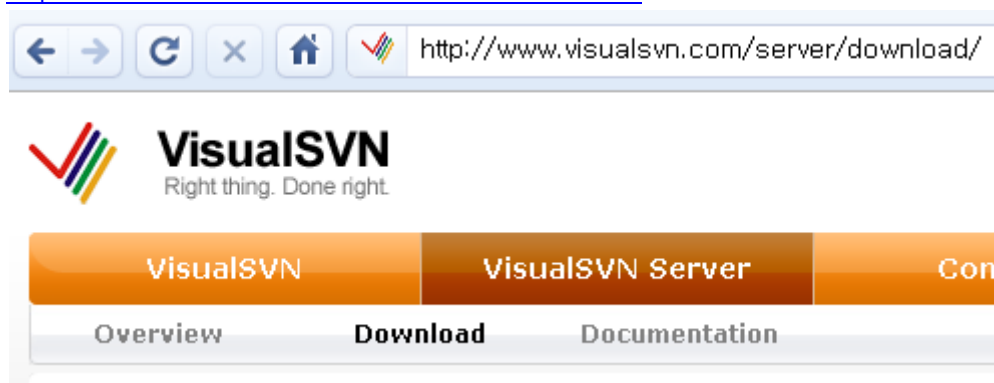 http://www.visualsvn.com/server/download/
VisualSVN
Right thing. Done right.
VisualSVN VisualSVN Server
Overview Download Documentation